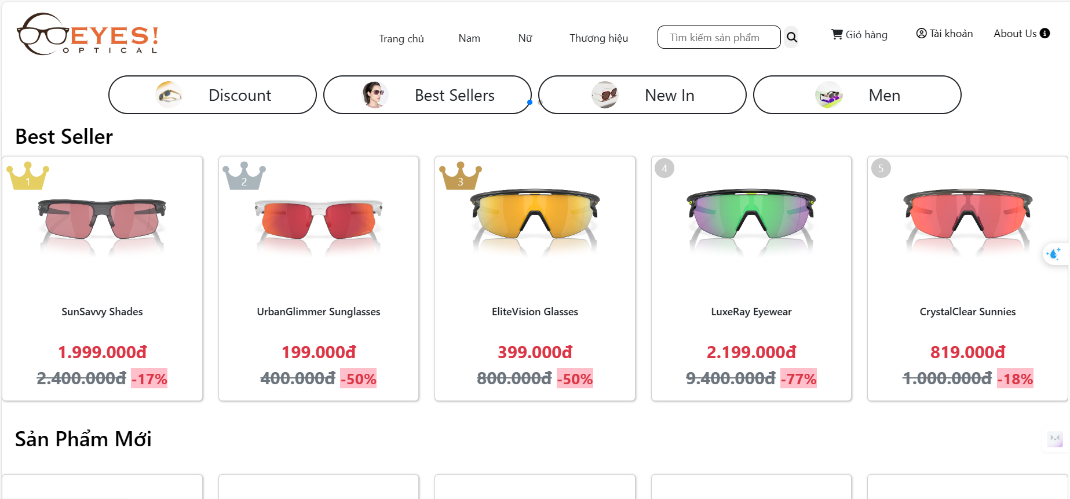 EYES!
OPTICAL
Trang chủ Nam Nữ Thương hiệu Tìm kiếm sản phẩm Giỏ hàng Tài khoản About Us
Discount Best Sellers New In Men
Best Seller
1 2 3 4 5
SunSavvy Shades UrbanGlimmer Sunglasses EliteVision Glasses LuxeRay Eyewear CrystalClear Sunnies
1.999.000đ 199.000đ 399.000đ 2.199.000đ 819.000đ
2.400.000đ -17% 400.000đ -50% 800.000đ -50% 9.400.000đ -77% 1.000.000đ -18%
Sản Phẩm Mới